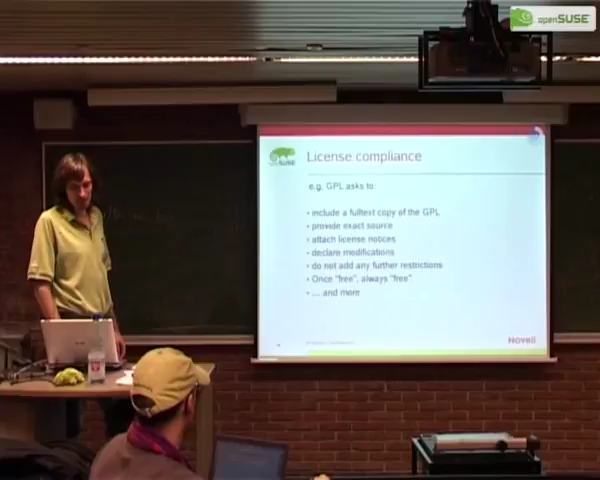 openSUSE
openSUSE
License compliance
e.g. GPL asks to:
• include a fulltext copy of the GPL
• provide exact source
• attach license notices
• declare modifications
• do not add any further restrictions
• Once "free", always "free"
• ... and more
Novell